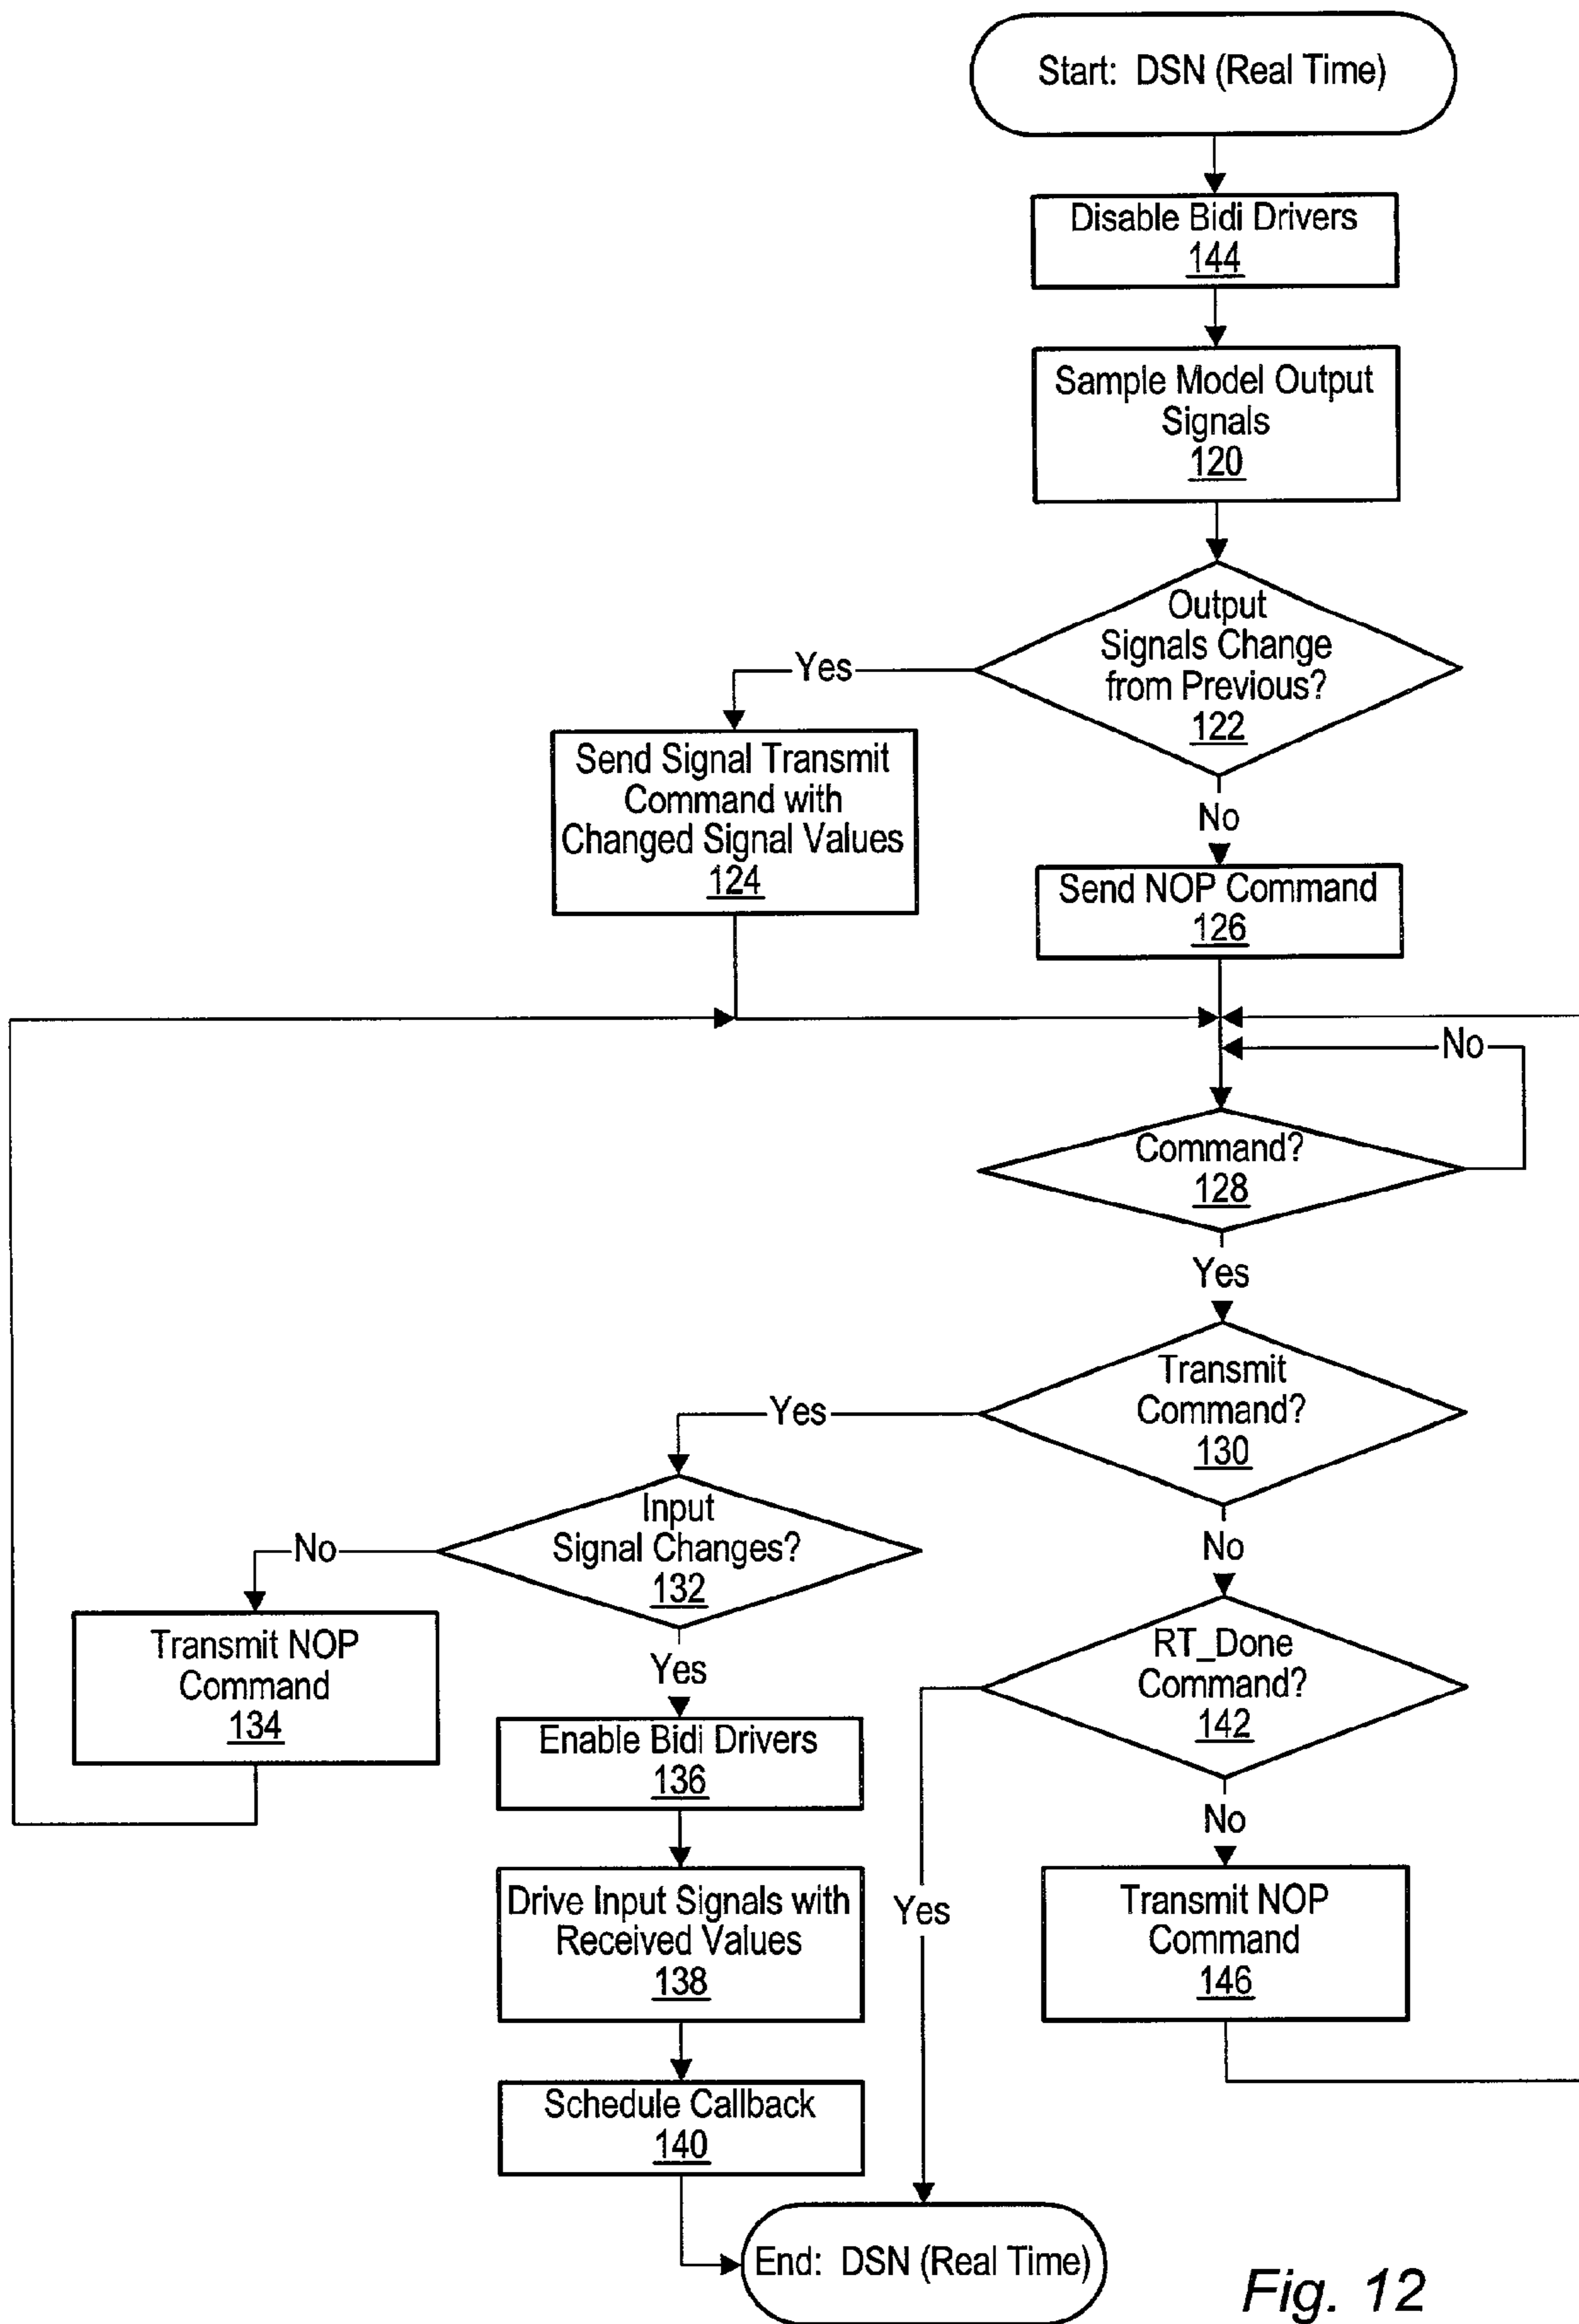 Start: DSN (Real Time)
Disable Bidi Drivers
144
Sample Model Output
Signals
120
Output
Signals Change
from Previous?
122
Yes
Send Signal Transmit
Command with
Changed Signal Values
124
No
Send NOP Command
126
No
Command?
128
Yes
Transmit
Command?
130
Yes
Input
Signal Changes?
132
No
Transmit NOP
Command
134
Yes
Enable Bidi Drivers
136
Drive Input Signals with
Received Values
138
Schedule Callback
140
No
RT_Done
Command?
142
Yes
No
Transmit NOP
Command
146
End: DSN (Real Time)
Fig. 12